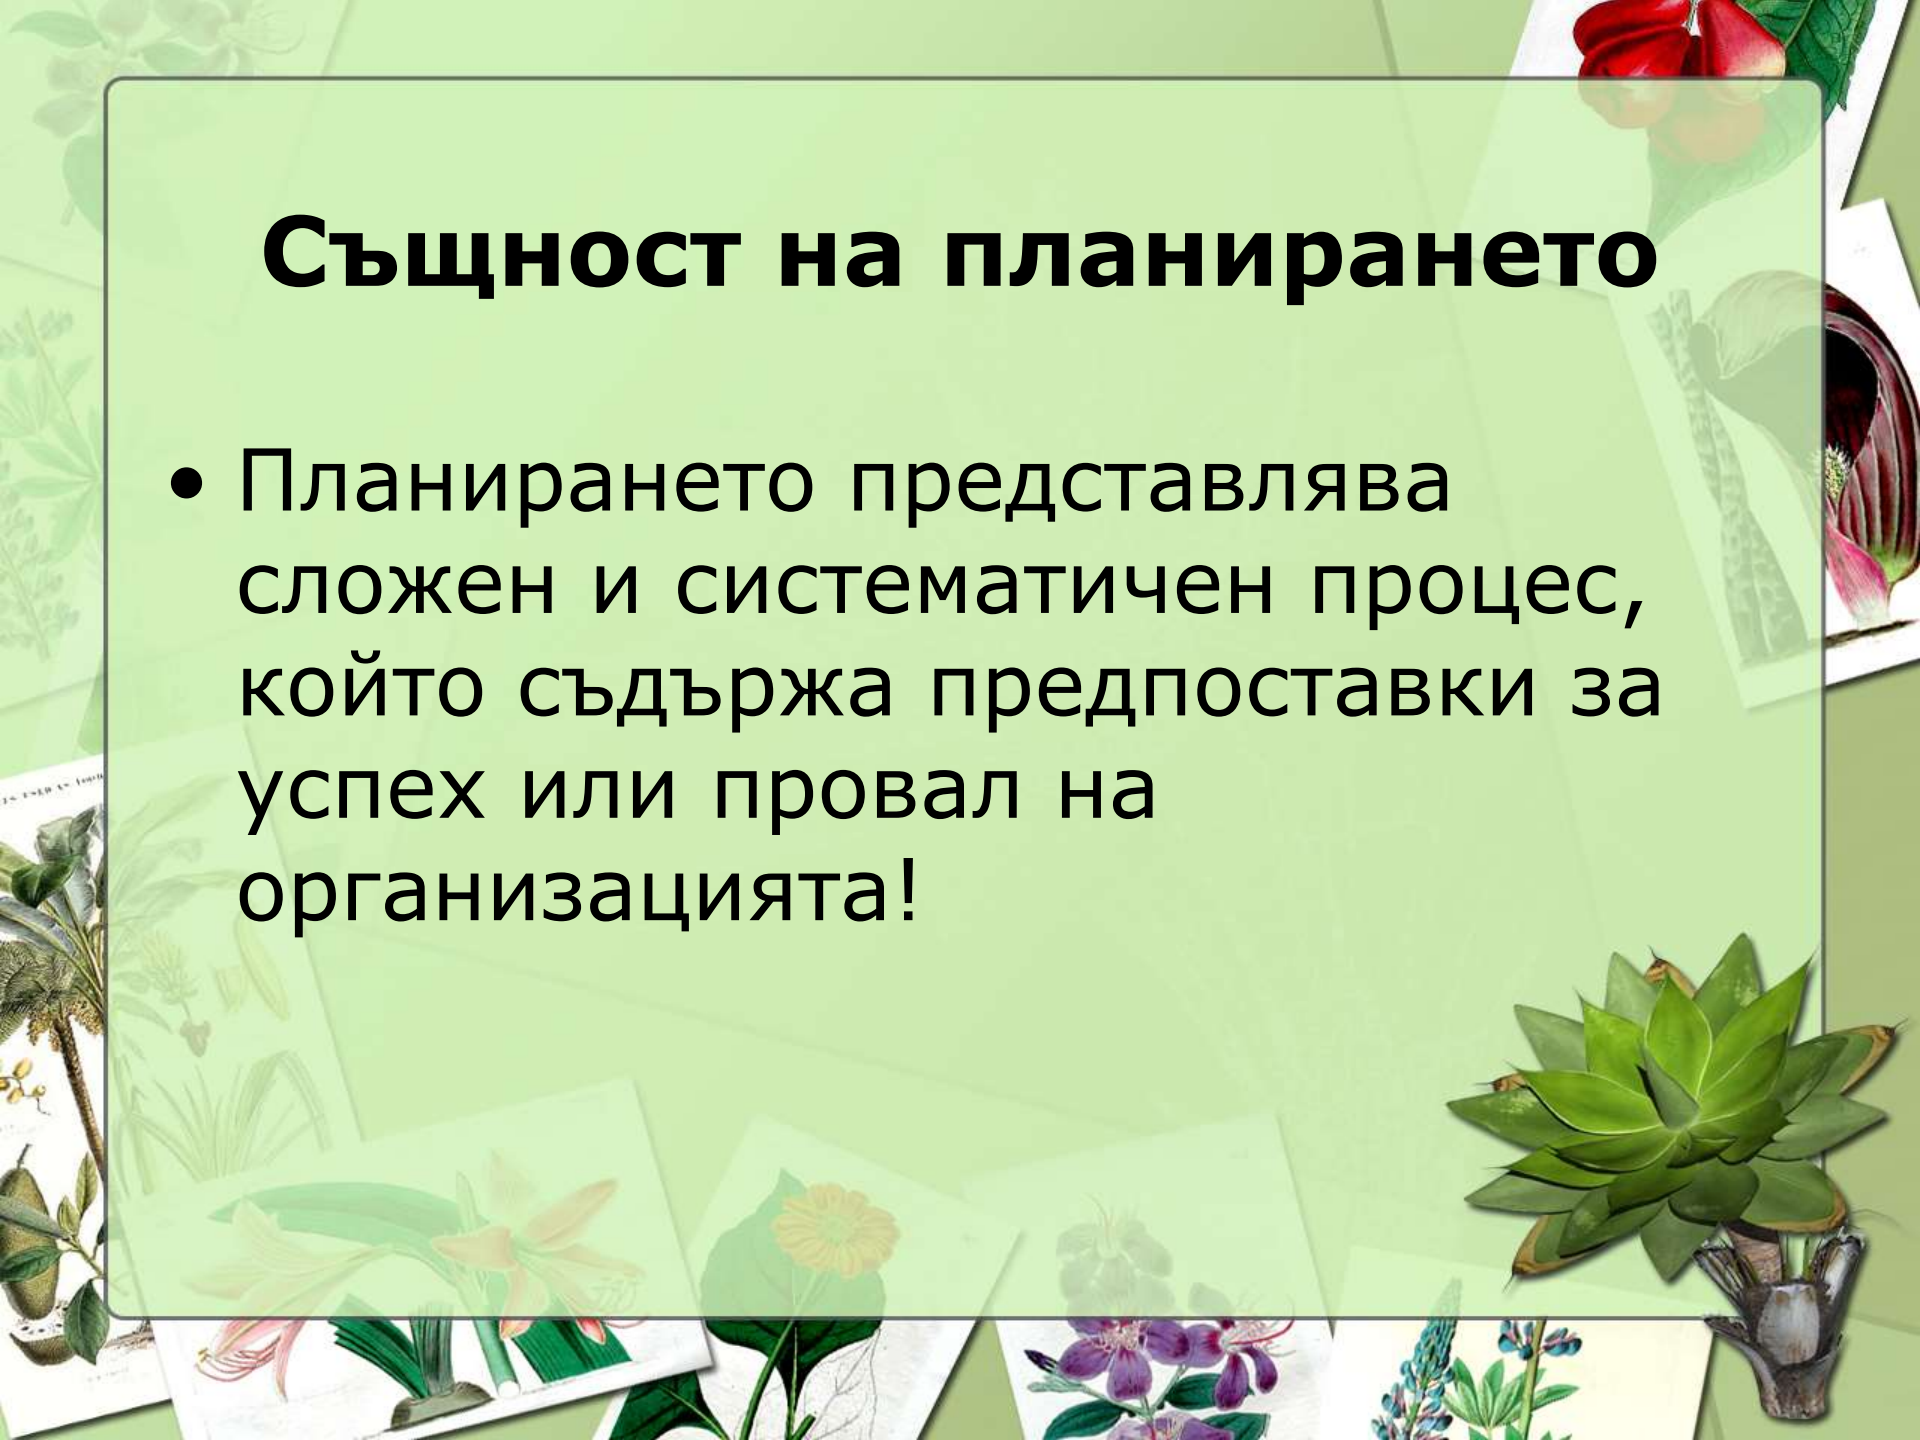 Същност на планирането
• Планирането представлява
сложен и систематичен процес,
който съдържа предпоставки за
успех или провал на
организацията!